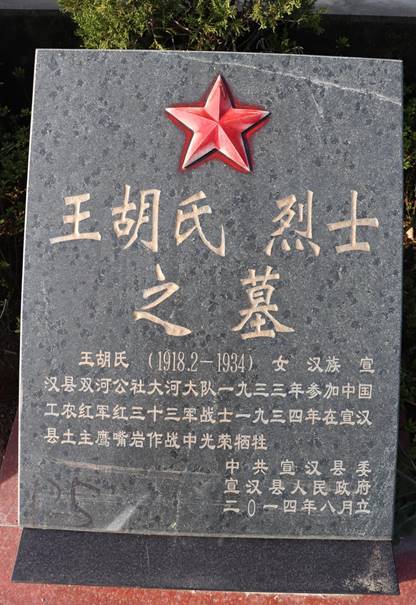 王胡氏 烈士
之墓
王胡氏（1918.2－1934）女 汉族 宣
汉县双河公社大河大队一九三三年参加中国
工农红军红三十三军战士一九三四年在宣汉
县土主鹰嘴岩作战中光荣牺牲
中共宣汉县委
宣汉县人民政府
二〇一四年八月立